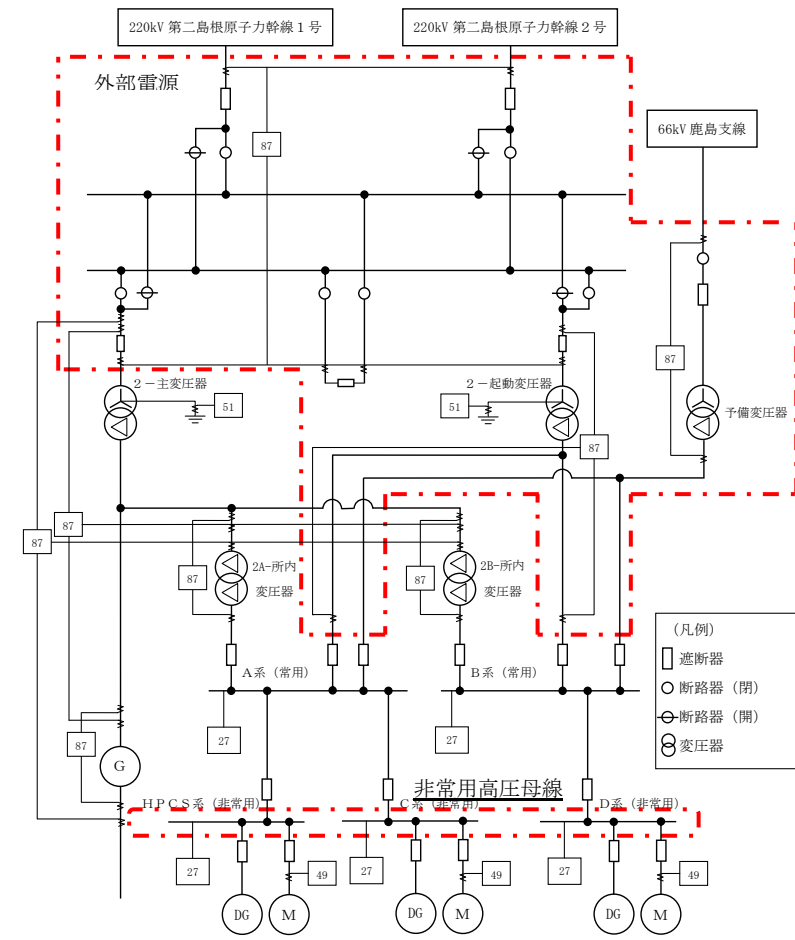 220kV 第二島根原子力幹線１号
220kV 第二島根原子力幹線２号
外部電源
66kV 鹿島支線
87
87
２－主変圧器
２－起動変圧器
予備変圧器
51
51
87
87
87
2A-所内
変圧器
87
2B-所内
変圧器
87
(凡例)
遮断器
断路器（閉）
断路器（開）
変圧器
Ａ系（常用）
Ｂ系（常用）
27
27
87
G
非常用高圧母線
ＨＰＣＳ系（非常用）
Ｃ系（非常用）
Ｄ系（非常用）
27
49
27
49
27
49
DG
M
DG
M
DG
M